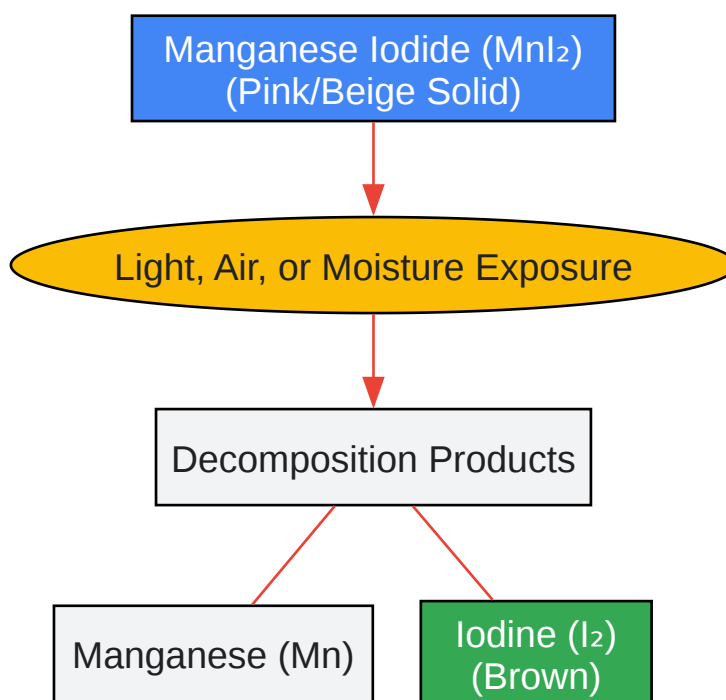 Manganese Iodide (MnI₂)
(Pink/Beige Solid)
Light, Air, or Moisture Exposure
Decomposition Products
Manganese (Mn)
Iodine (I₂)
(Brown)